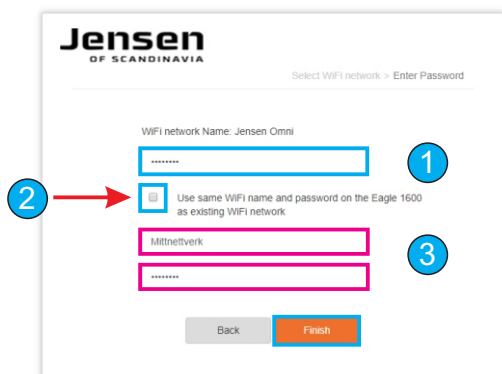 Jensen
OF SCANDINAVIA
Select WiFi network > Enter Password
WiFi network Name: Jensen Omni
••••••••
1
2
Use same WiFi name and password on the Eagle 1600
as existing WiFi network
Mittnettverk
3
••••••••
Back
Finish